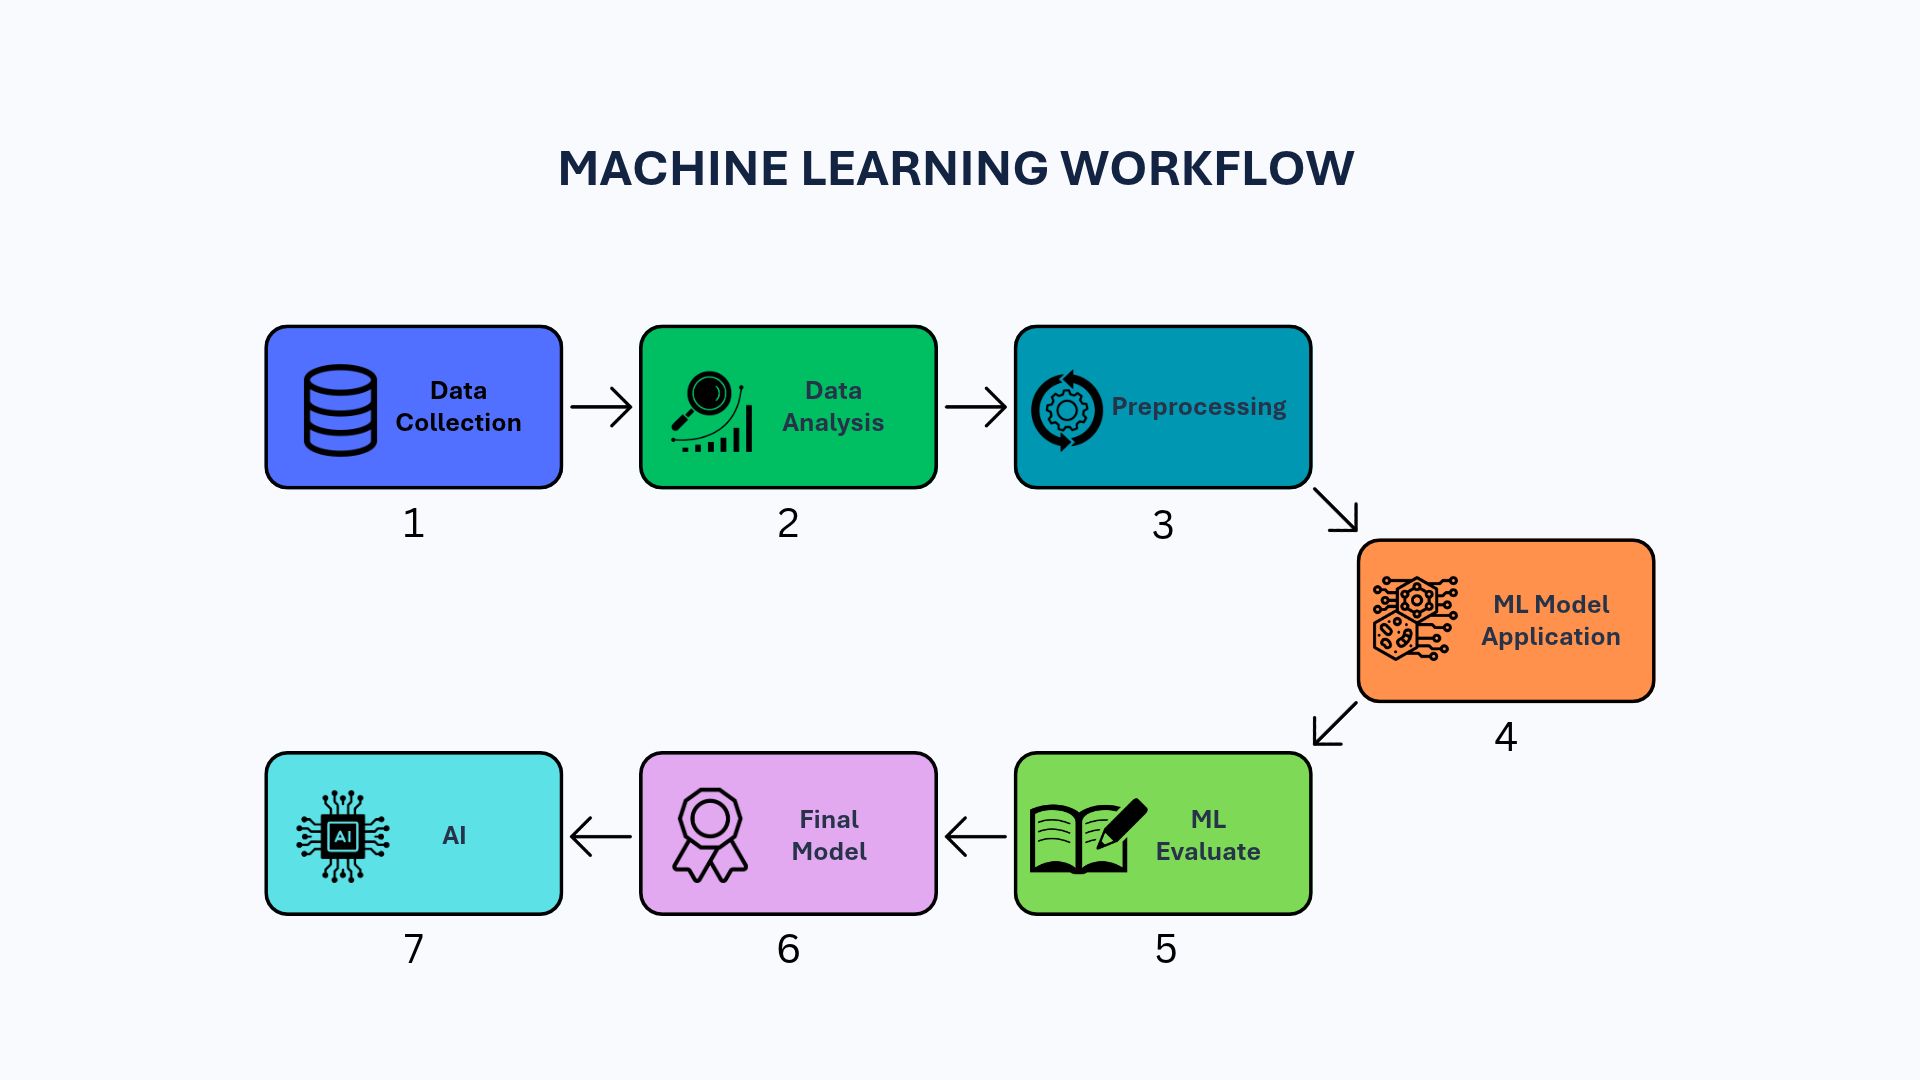 MACHINE LEARNING WORKFLOW
Data
Collection
1
Data
Analysis
2
Preprocessing
3
ML Model
Application
4
ML
Evaluate
5
Final
Model
6
AI
AI
7